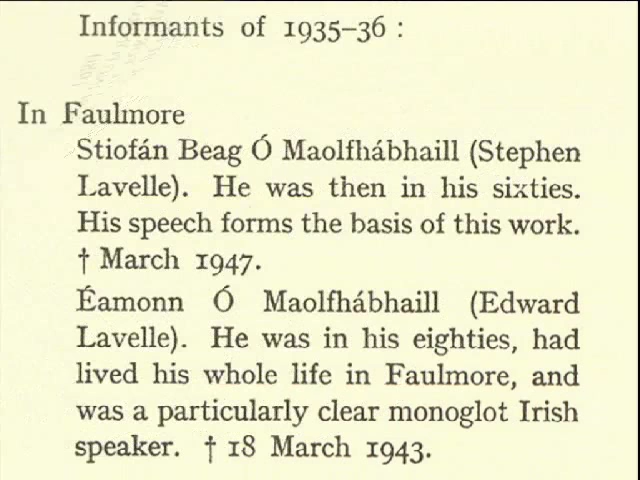 Informants of 1935–36 :
In Faulmore
Stiofán Beag Ó Maolfhábhaill (Stephen
Lavelle). He was then in his sixties.
His speech forms the basis of this work.
† March 1947.
Éamonn Ó Maolfhábhaill (Edward
Lavelle). He was in his eighties, had
lived his whole life in Faulmore, and
was a particularly clear monoglot Irish
speaker. † 18 March 1943.